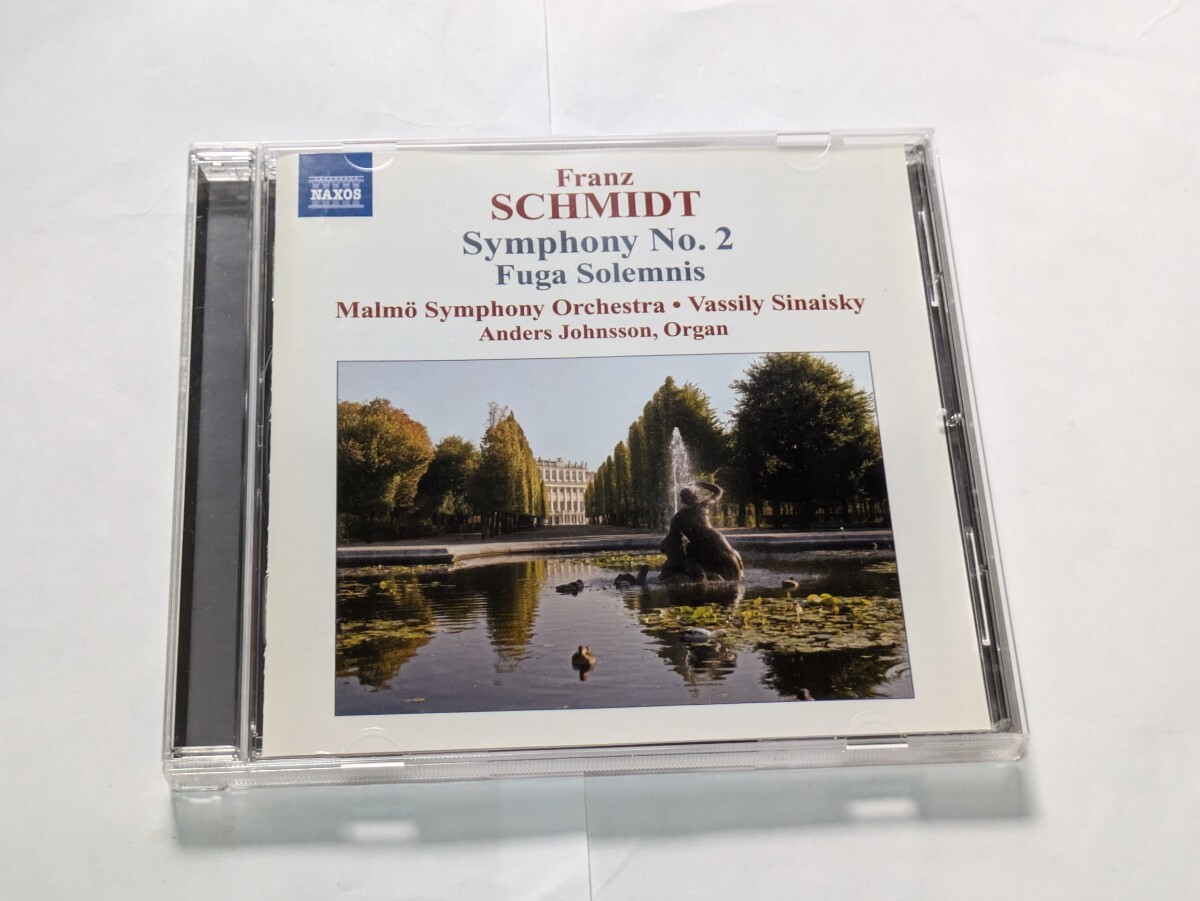 NAXOS
Franz
SCHMIDT
Symphony No. 2
Fuga Solemnis
Malmö Symphony Orchestra • Vassily Sinaisky
Anders Johnsson, Organ